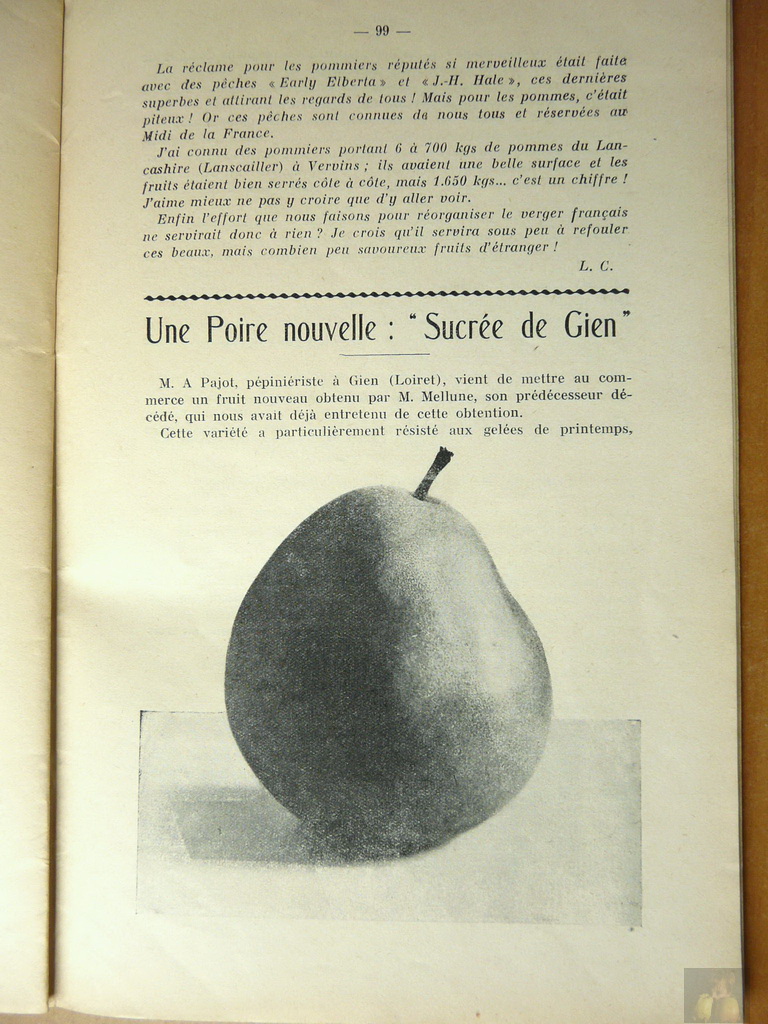 — 99 —
La réclame pour les pommiers réputés si merveilleux était faite
avec des pêches « Early Elberta » et « J.-H. Hale », ces dernières
superbes et attirant les regards de tous ! Mais pour les pommes, c'était
piteux ! Or ces pêches sont connues de nous tous et réservées au
Midi de la France.
J'ai connu des pommiers portant 6 à 700 kgs de pommes du Lan-
cashire (Lanscailler) à Vervins ; ils avaient une belle surface et les
fruits étaient bien serrés côte à côte, mais 1.650 kgs... c'est un chiffre !
J'aime mieux ne pas y croire que d'y aller voir.
Enfin l'effort que nous faisons pour réorganiser le verger français
ne servirait donc à rien ? Je crois qu'il servira sous peu à refouler
ces beaux, mais combien peu savoureux fruits d'étranger !
L. C.
Une Poire nouvelle : “ Sucrée de Gien ”
M. A Pajot, pépiniériste à Gien (Loiret), vient de mettre au com-
merce un fruit nouveau obtenu par M. Mellune, son prédécesseur dé-
cédé, qui nous avait déjà entretenu de cette obtention.
Cette variété a particulièrement résisté aux gelées de printemps,